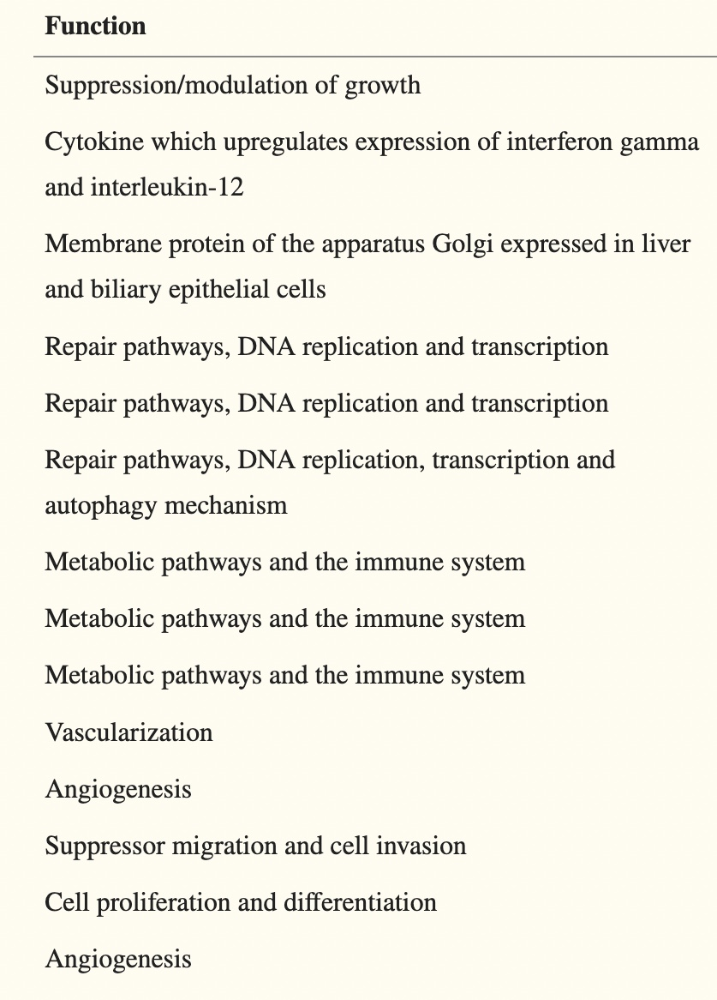 Function
Suppression/modulation of growth
Cytokine which upregulates expression of interferon gamma
and interleukin-12
Membrane protein of the apparatus Golgi expressed in liver
and biliary epithelial cells
Repair pathways, DNA replication and transcription
Repair pathways, DNA replication and transcription
Repair pathways, DNA replication, transcription and
autophagy mechanism
Metabolic pathways and the immune system
Metabolic pathways and the immune system
Metabolic pathways and the immune system
Vascularization
Angiogenesis
Suppressor migration and cell invasion
Cell proliferation and differentiation
Angiogenesis